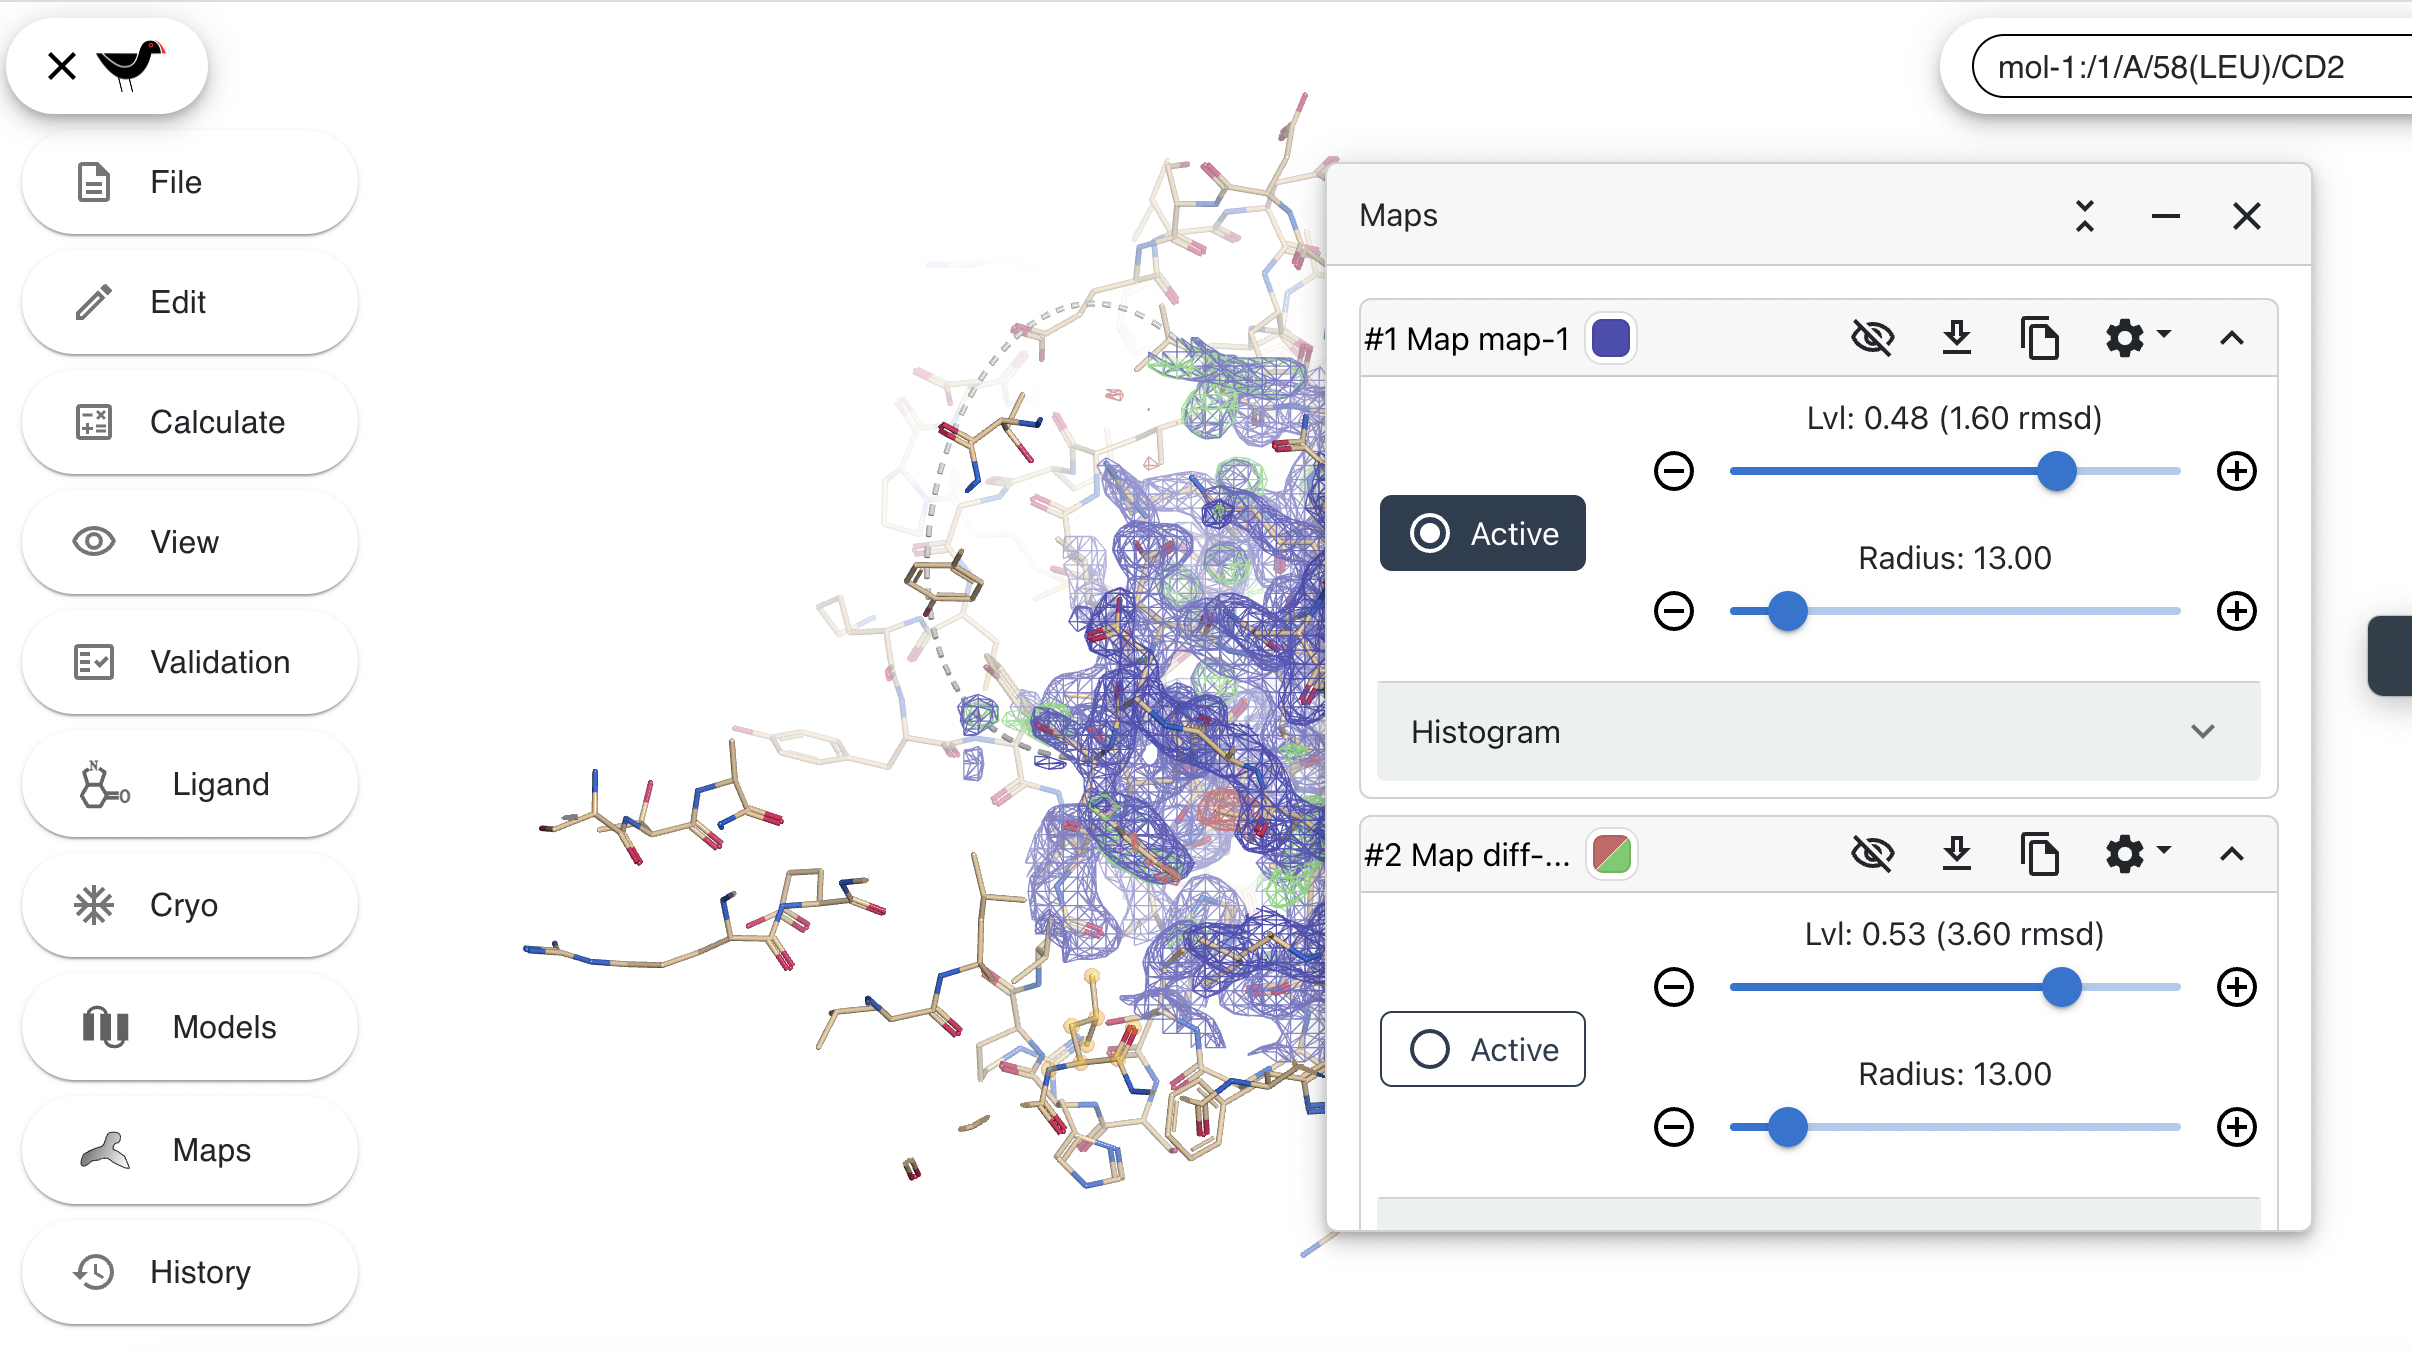 mol-1:/1/A/58(LEU)/CD2
File
Edit
Calculate
View
Validation
N
O
Ligand
Cryo
Models
Maps
History
Maps
#1 Map map-1
Lvl: 0.48 (1.60 rmsd)
Active
Radius: 13.00
Histogram
#2 Map diff-...
Lvl: 0.53 (3.60 rmsd)
Active
Radius: 13.00